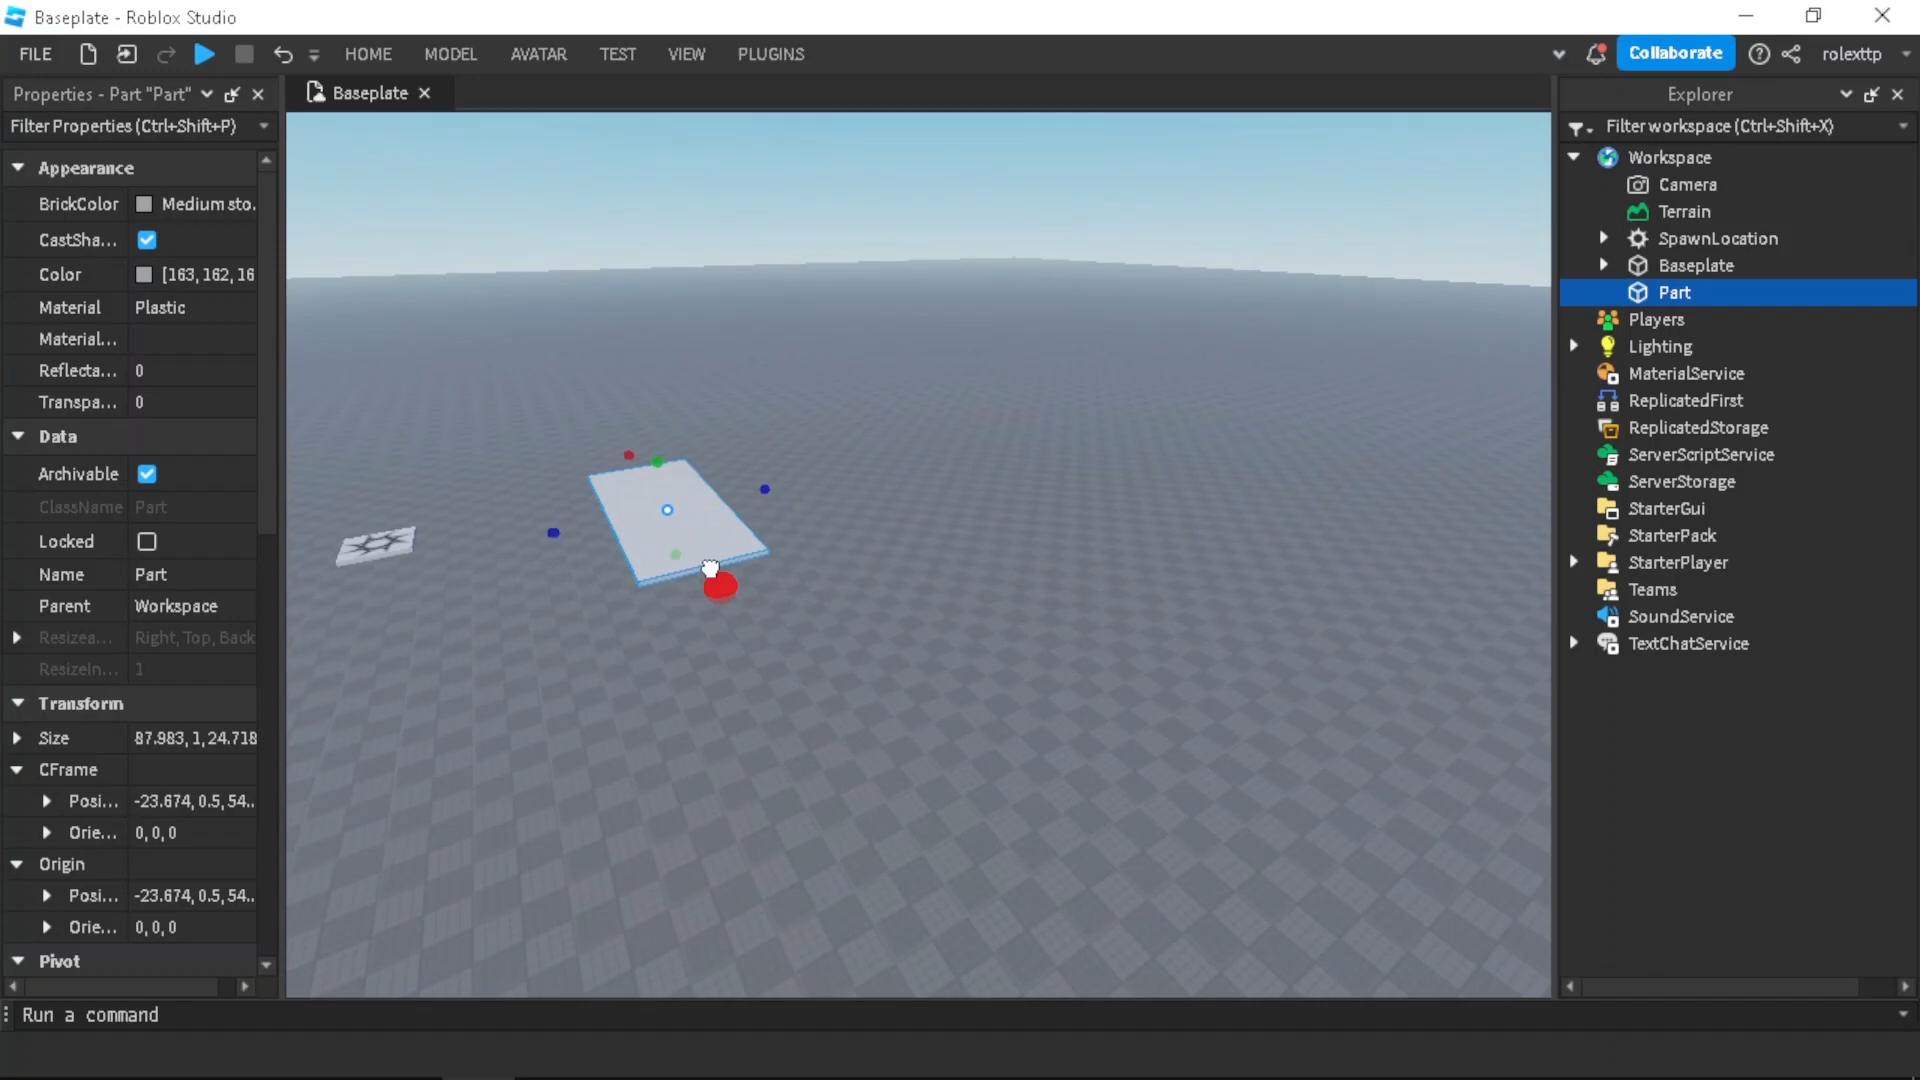 Baseplate - Roblox Studio
FILE HOME MODEL AVATAR TEST VIEW PLUGINS Collaborate rolexttp
Properties - Part "Part"
Filter Properties (Ctrl+Shift+P)
Appearance
BrickColor Medium sto.
CastSha...
Color [163, 162, 16
Material Plastic
Material...
Reflecta... 0
Transpa... 0
Data
Archivable
ClassName Part
Locked
Name Part
Parent Workspace
Resizea... Right, Top, Back
ResizeIn... 1
Transform
Size 87.983, 1, 24.718
CFrame
Posi... -23.674, 0.5, 54..
Orie... 0, 0, 0
Origin
Posi... -23.674, 0.5, 54..
Orie... 0, 0, 0
Pivot
Baseplate
Explorer
Filter workspace (Ctrl+Shift+X)
Workspace
Camera
Terrain
SpawnLocation
Baseplate
Part
Players
Lighting
MaterialService
ReplicatedFirst
ReplicatedStorage
ServerScriptService
ServerStorage
StarterGui
StarterPack
StarterPlayer
Teams
SoundService
TextChatService
Run a command